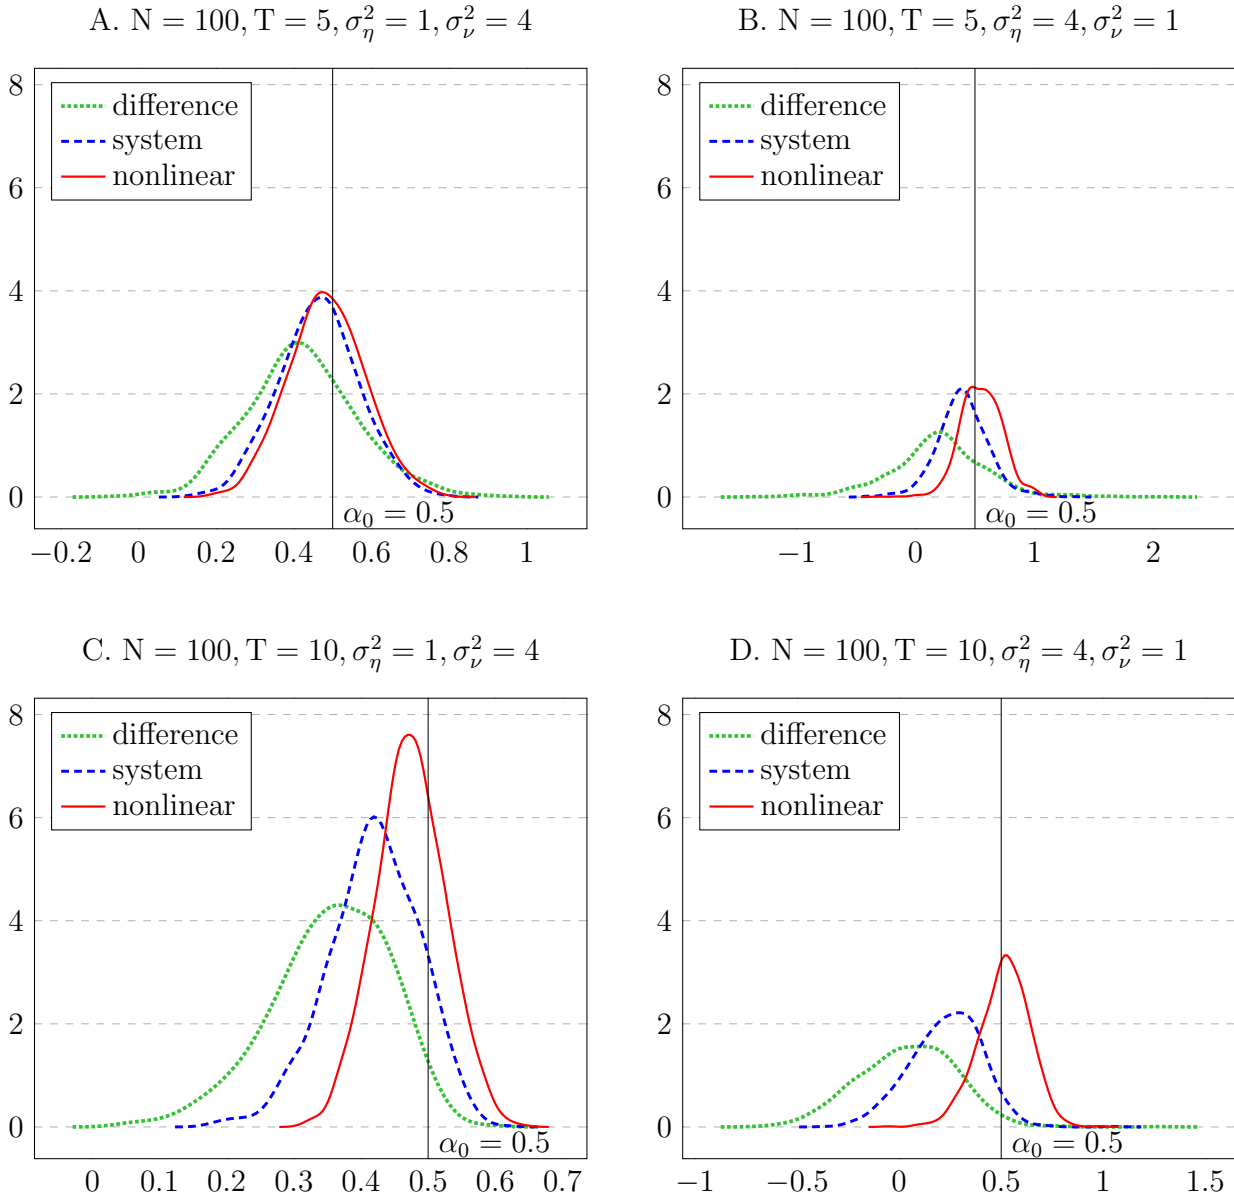 A. N = 100, T = 5, σ²_η = 1, σ²_ν = 4
8
6
4
2
0
difference
system
nonlinear
α₀ = 0.5
−0.2 0 0.2 0.4 0.6 0.8 1
B. N = 100, T = 5, σ²_η = 4, σ²_ν = 1
8
6
4
2
0
difference
system
nonlinear
α₀ = 0.5
−1 0 1 2
C. N = 100, T = 10, σ²_η = 1, σ²_ν = 4
8
6
4
2
0
difference
system
nonlinear
α₀ = 0.5
0 0.1 0.2 0.3 0.4 0.5 0.6 0.7
D. N = 100, T = 10, σ²_η = 4, σ²_ν = 1
8
6
4
2
0
difference
system
nonlinear
α₀ = 0.5
−1 −0.5 0 0.5 1 1.5